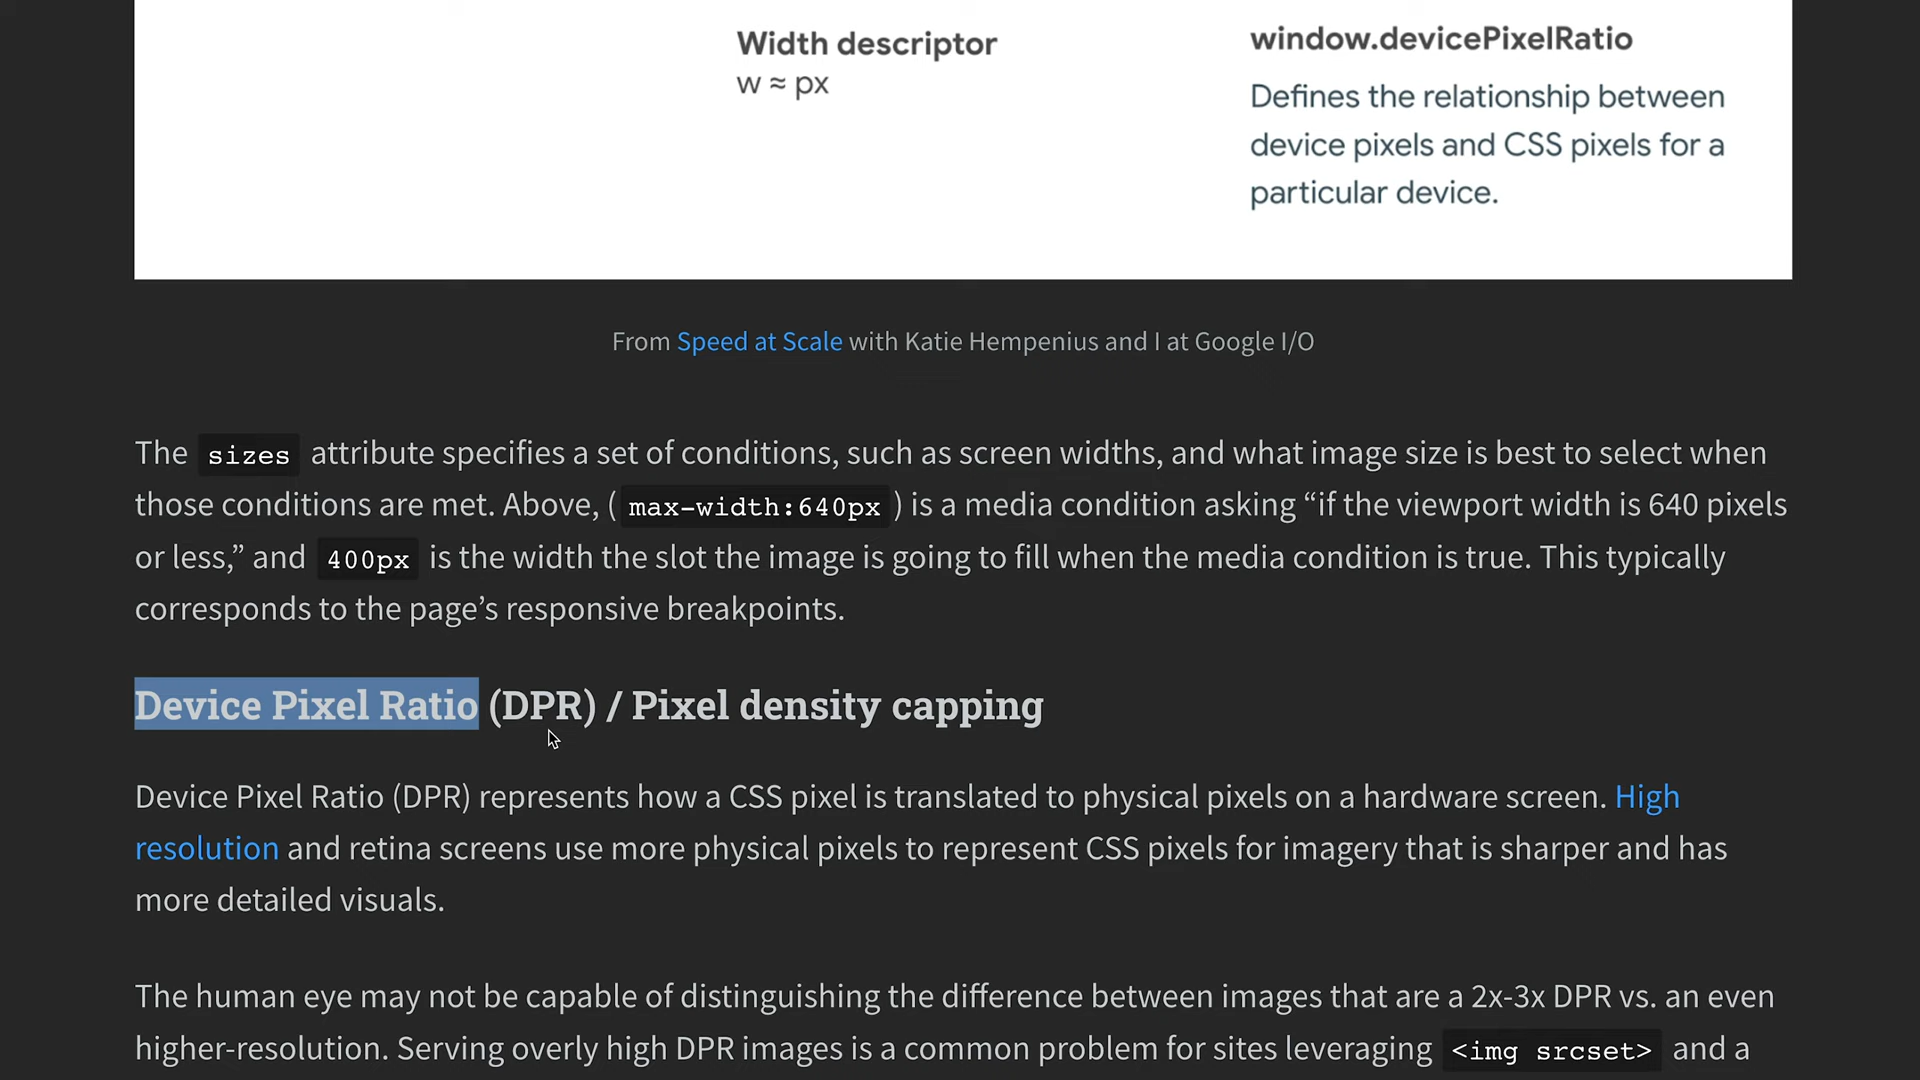 Width descriptor
w ≈ px
window.devicePixelRatio
Defines the relationship between
device pixels and CSS pixels for a
particular device.
From Speed at Scale with Katie Hempenius and I at Google I/O
The sizes attribute specifies a set of conditions, such as screen widths, and what image size is best to select when
those conditions are met. Above, ( max-width:640px ) is a media condition asking “if the viewport width is 640 pixels
or less,” and 400px is the width the slot the image is going to fill when the media condition is true. This typically
corresponds to the page’s responsive breakpoints.
Device Pixel Ratio (DPR) / Pixel density capping
Device Pixel Ratio (DPR) represents how a CSS pixel is translated to physical pixels on a hardware screen. High
resolution and retina screens use more physical pixels to represent CSS pixels for imagery that is sharper and has
more detailed visuals.
The human eye may not be capable of distinguishing the difference between images that are a 2x-3x DPR vs. an even
higher-resolution. Serving overly high DPR images is a common problem for sites leveraging <img srcset> and a